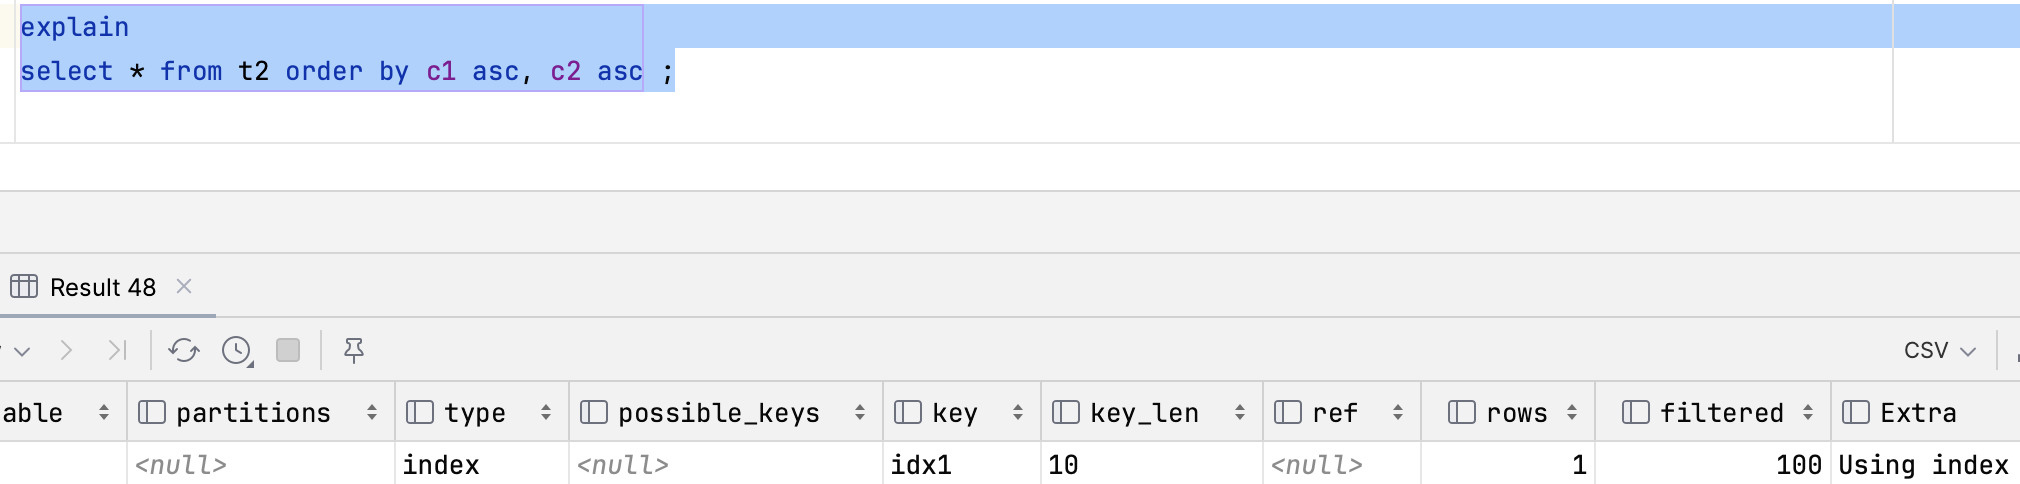 explain
select * from t2 order by c1 asc, c2 asc ;
Result 48
CSV
able partitions type possible_keys key key_len ref rows filtered Extra
<null> index <null> idx1 10 <null> 1 100 Using index